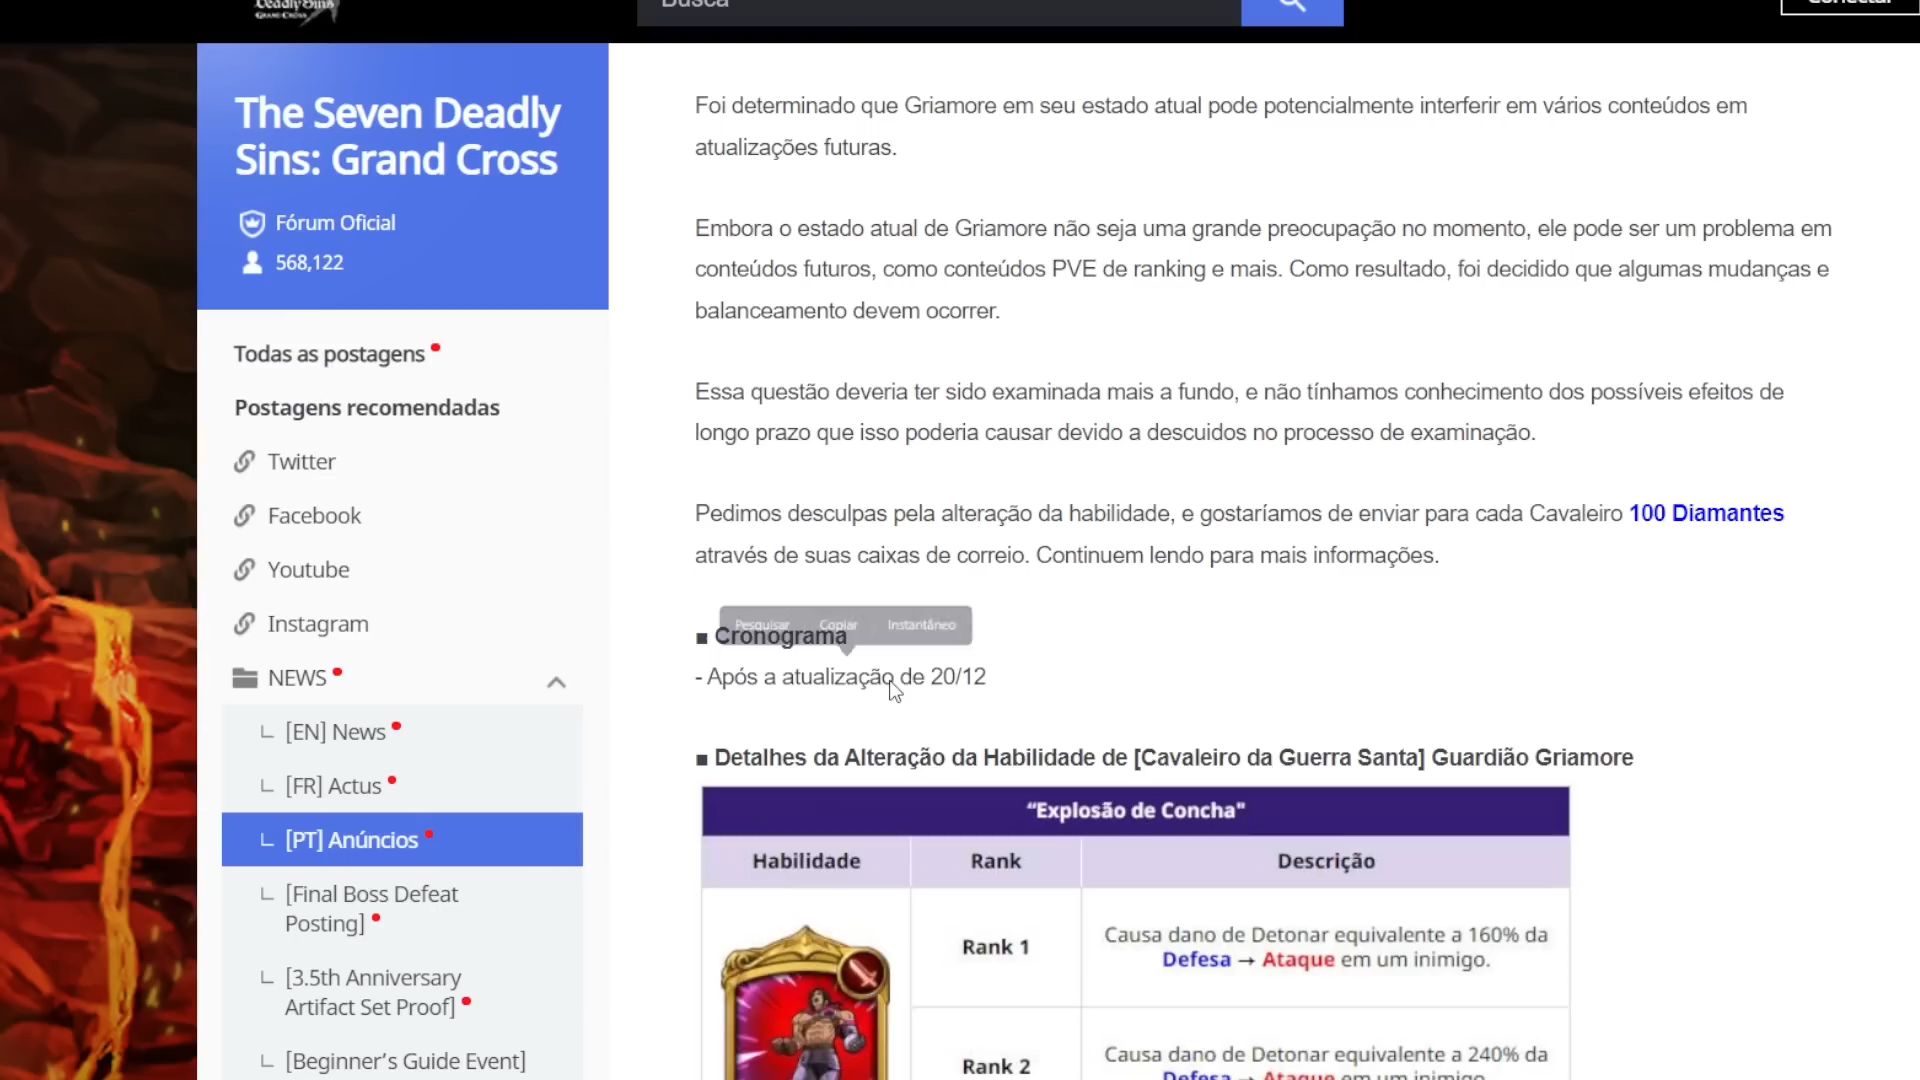 Deadly Sins
GRAND CROSS
Busca
Conectar
The Seven Deadly
Sins: Grand Cross
Fórum Oficial
568,122
Todas as postagens
Postagens recomendadas
Twitter
Facebook
Youtube
Instagram
NEWS
[EN] News
[FR] Actus
[PT] Anúncios
[Final Boss Defeat
Posting]
[3.5th Anniversary
Artifact Set Proof]
[Beginner's Guide Event]
Foi determinado que Griamore em seu estado atual pode potencialmente interferir em vários conteúdos em
atualizações futuras.
Embora o estado atual de Griamore não seja uma grande preocupação no momento, ele pode ser um problema em
conteúdos futuros, como conteúdos PVE de ranking e mais. Como resultado, foi decidido que algumas mudanças e
balanceamento devem ocorrer.
Essa questão deveria ter sido examinada mais a fundo, e não tínhamos conhecimento dos possíveis efeitos de
longo prazo que isso poderia causar devido a descuidos no processo de examinação.
Pedimos desculpas pela alteração da habilidade, e gostaríamos de enviar para cada Cavaleiro 100 Diamantes
através de suas caixas de correio. Continuem lendo para mais informações.
Pesquisar Copiar Instantâneo
■ Cronograma
- Após a atualização de 20/12
■ Detalhes da Alteração da Habilidade de [Cavaleiro da Guerra Santa] Guardião Griamore
“Explosão de Concha"
Habilidade Rank Descrição
Rank 1
Causa dano de Detonar equivalente a 160% da
Defesa → Ataque em um inimigo.
Rank 2
Causa dano de Detonar equivalente a 240% da
Defesa → Ataque em um inimigo.